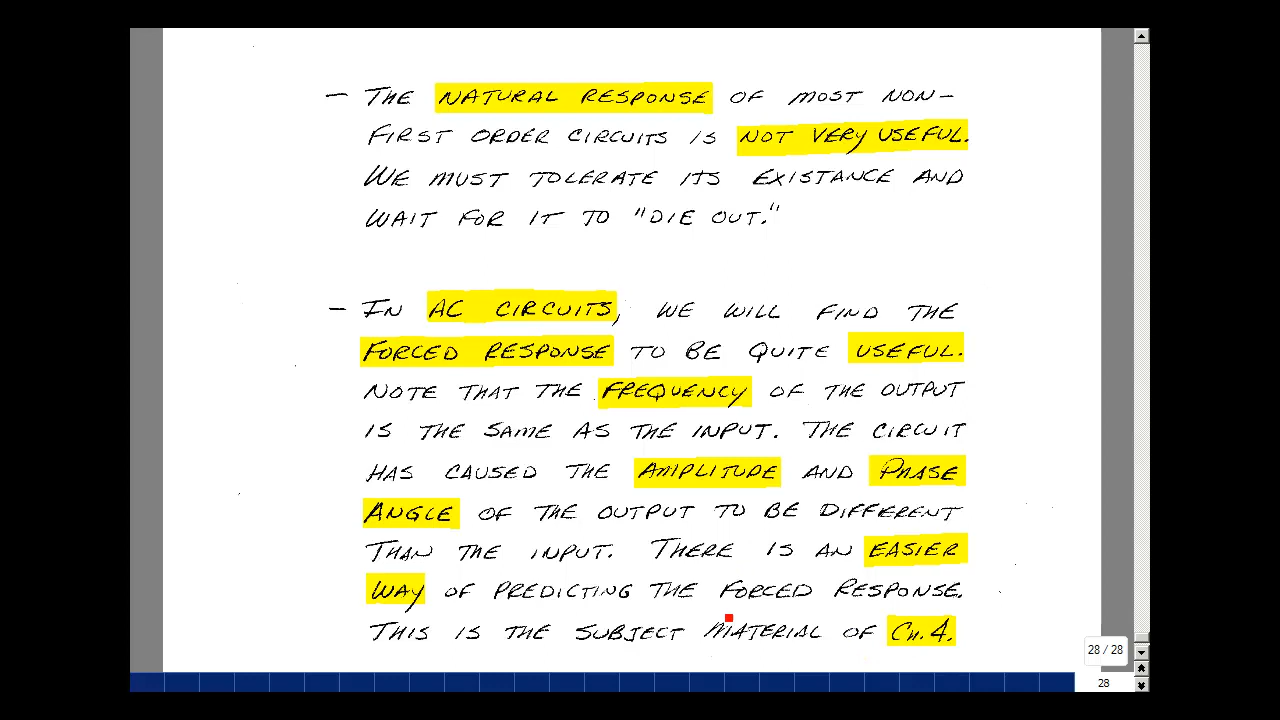 — THE NATURAL RESPONSE OF MOST NON-
FIRST ORDER CIRCUITS IS NOT VERY USEFUL.
WE MUST TOLERATE ITS EXISTANCE AND
WAIT FOR IT TO "DIE OUT."
— IN AC CIRCUITS, WE WILL FIND THE
FORCED RESPONSE TO BE QUITE USEFUL.
NOTE THAT THE FREQUENCY OF THE OUTPUT
IS THE SAME AS THE INPUT. THE CIRCUIT
HAS CAUSED THE AMPLITUDE AND PHASE
ANGLE OF THE OUTPUT TO BE DIFFERENT
THAN THE INPUT. THERE IS AN EASIER
WAY OF PREDICTING THE FORCED RESPONSE.
THIS IS THE SUBJECT MATERIAL OF CH. 4.
28 / 28
28